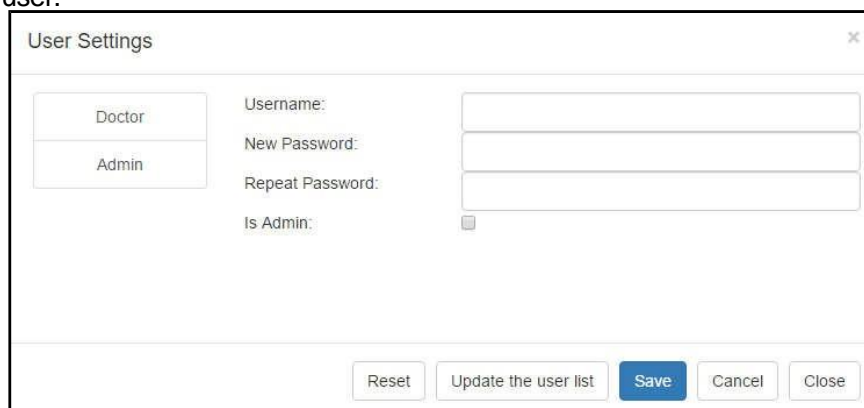 user.
User Settings ×
Doctor
Admin
Username:
New Password:
Repeat Password:
Is Admin:
Reset Update the user list Save Cancel Close